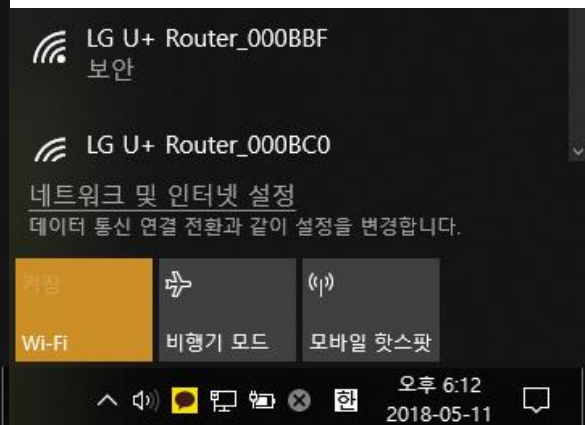 LG U+ Router_000BBF
보안
LG U+ Router_000BC0
네트워크 및 인터넷 설정
데이터 통신 연결 전환과 같이 설정을 변경합니다.
켜짐
Wi-Fi
비행기 모드
모바일 핫스팟
한
오후 6:12
2018-05-11